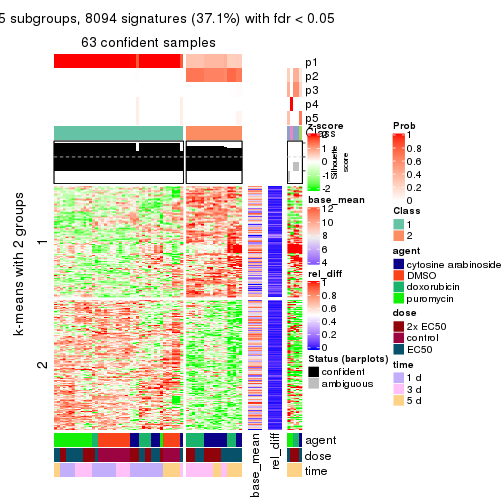 5 subgroups, 8094 signatures (37.1%) with fdr < 0.05
63 confident samples
p1
p2
p3
p4
p5
Class
Silhouette
score
k-means with 2 groups
1
2
agent
dose
time
base_mean
rel_diff
z-score
2
1
0
-1
-2
base_mean
12
10
8
6
4
rel_diff
1
0.8
0.6
0.4
0.2
0
Status (barplots)
confident
ambiguous
Prob
1
0.8
0.6
0.4
0.2
0
Class
1
2
agent
cytosine arabinoside
DMSO
doxorubicin
puromycin
dose
2x EC50
control
EC50
time
1 d
3 d
5 d